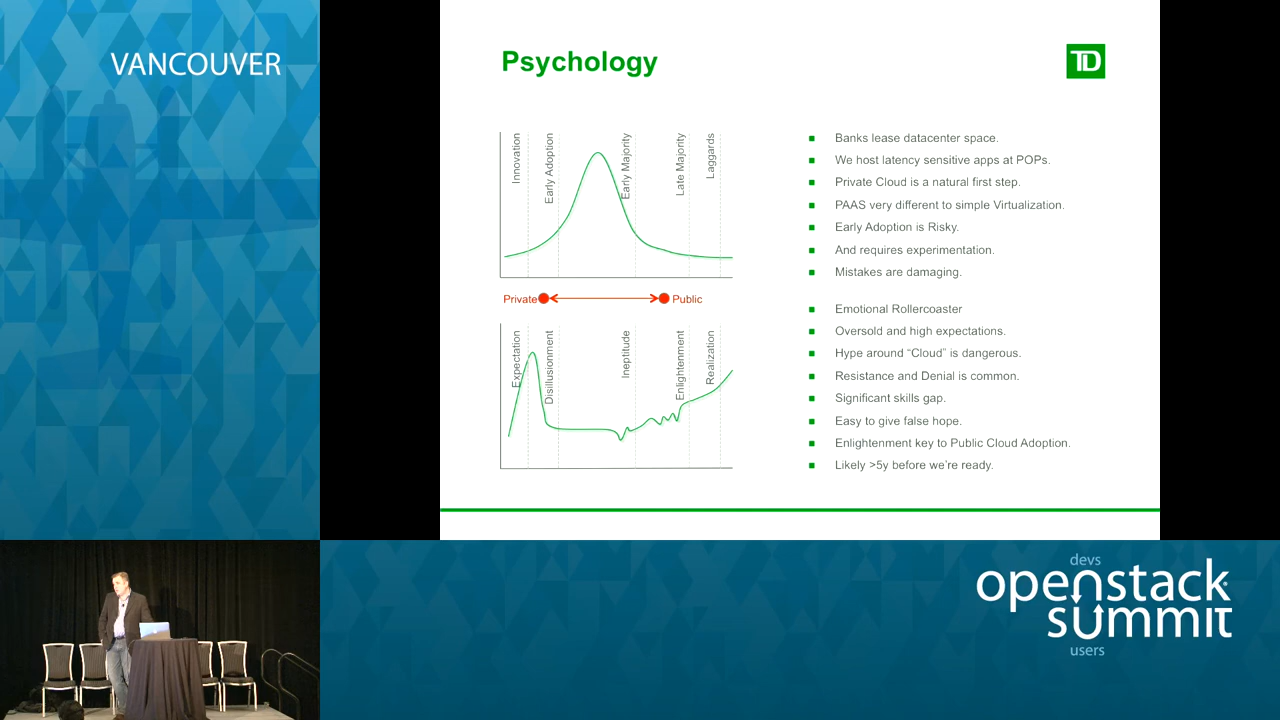 VANCOUVER
Psychology
TD
Innovation
Early Adoption
Early Majority
Late Majority
Laggards
Private
Public
Expectation
Disillusionment
Ineptitude
Enlightenment
Realization
Banks lease datacenter space.
We host latency sensitive apps at POPs.
Private Cloud is a natural first step.
PAAS very different to simple Virtualization.
Early Adoption is Risky.
And requires experimentation.
Mistakes are damaging.
Emotional Rollercoaster
Oversold and high expectations.
Hype around “Cloud” is dangerous.
Resistance and Denial is common.
Significant skills gap.
Easy to give false hope.
Enlightenment key to Public Cloud Adoption.
Likely >5y before we’re ready.
devs
openstack
summit
users